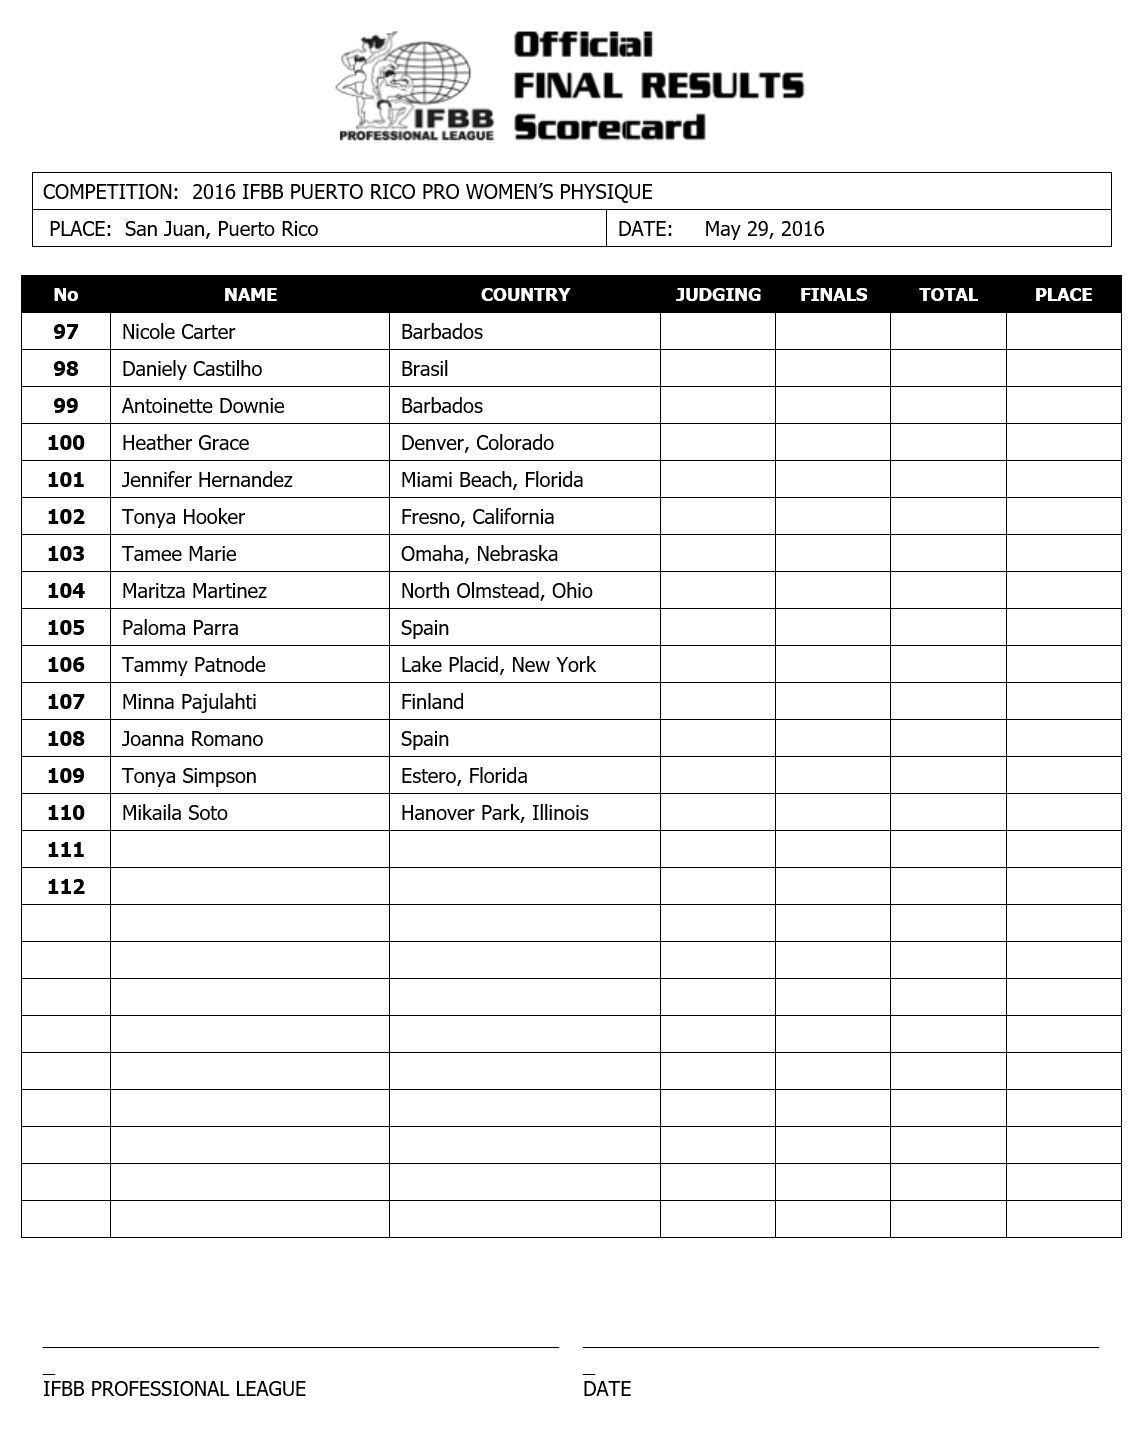 IFBB
PROFESSIONAL LEAGUE
Official
FINAL RESULTS
Scorecard
COMPETITION: 2016 IFBB PUERTO RICO PRO WOMEN’S PHYSIQUE
PLACE: San Juan, Puerto Rico DATE: May 29, 2016
No NAME COUNTRY JUDGING FINALS TOTAL PLACE
97 Nicole Carter Barbados
98 Daniely Castilho Brasil
99 Antoinette Downie Barbados
100 Heather Grace Denver, Colorado
101 Jennifer Hernandez Miami Beach, Florida
102 Tonya Hooker Fresno, California
103 Tamee Marie Omaha, Nebraska
104 Maritza Martinez North Olmstead, Ohio
105 Paloma Parra Spain
106 Tammy Patnode Lake Placid, New York
107 Minna Pajulahti Finland
108 Joanna Romano Spain
109 Tonya Simpson Estero, Florida
110 Mikaila Soto Hanover Park, Illinois
111
112
IFBB PROFESSIONAL LEAGUE DATE